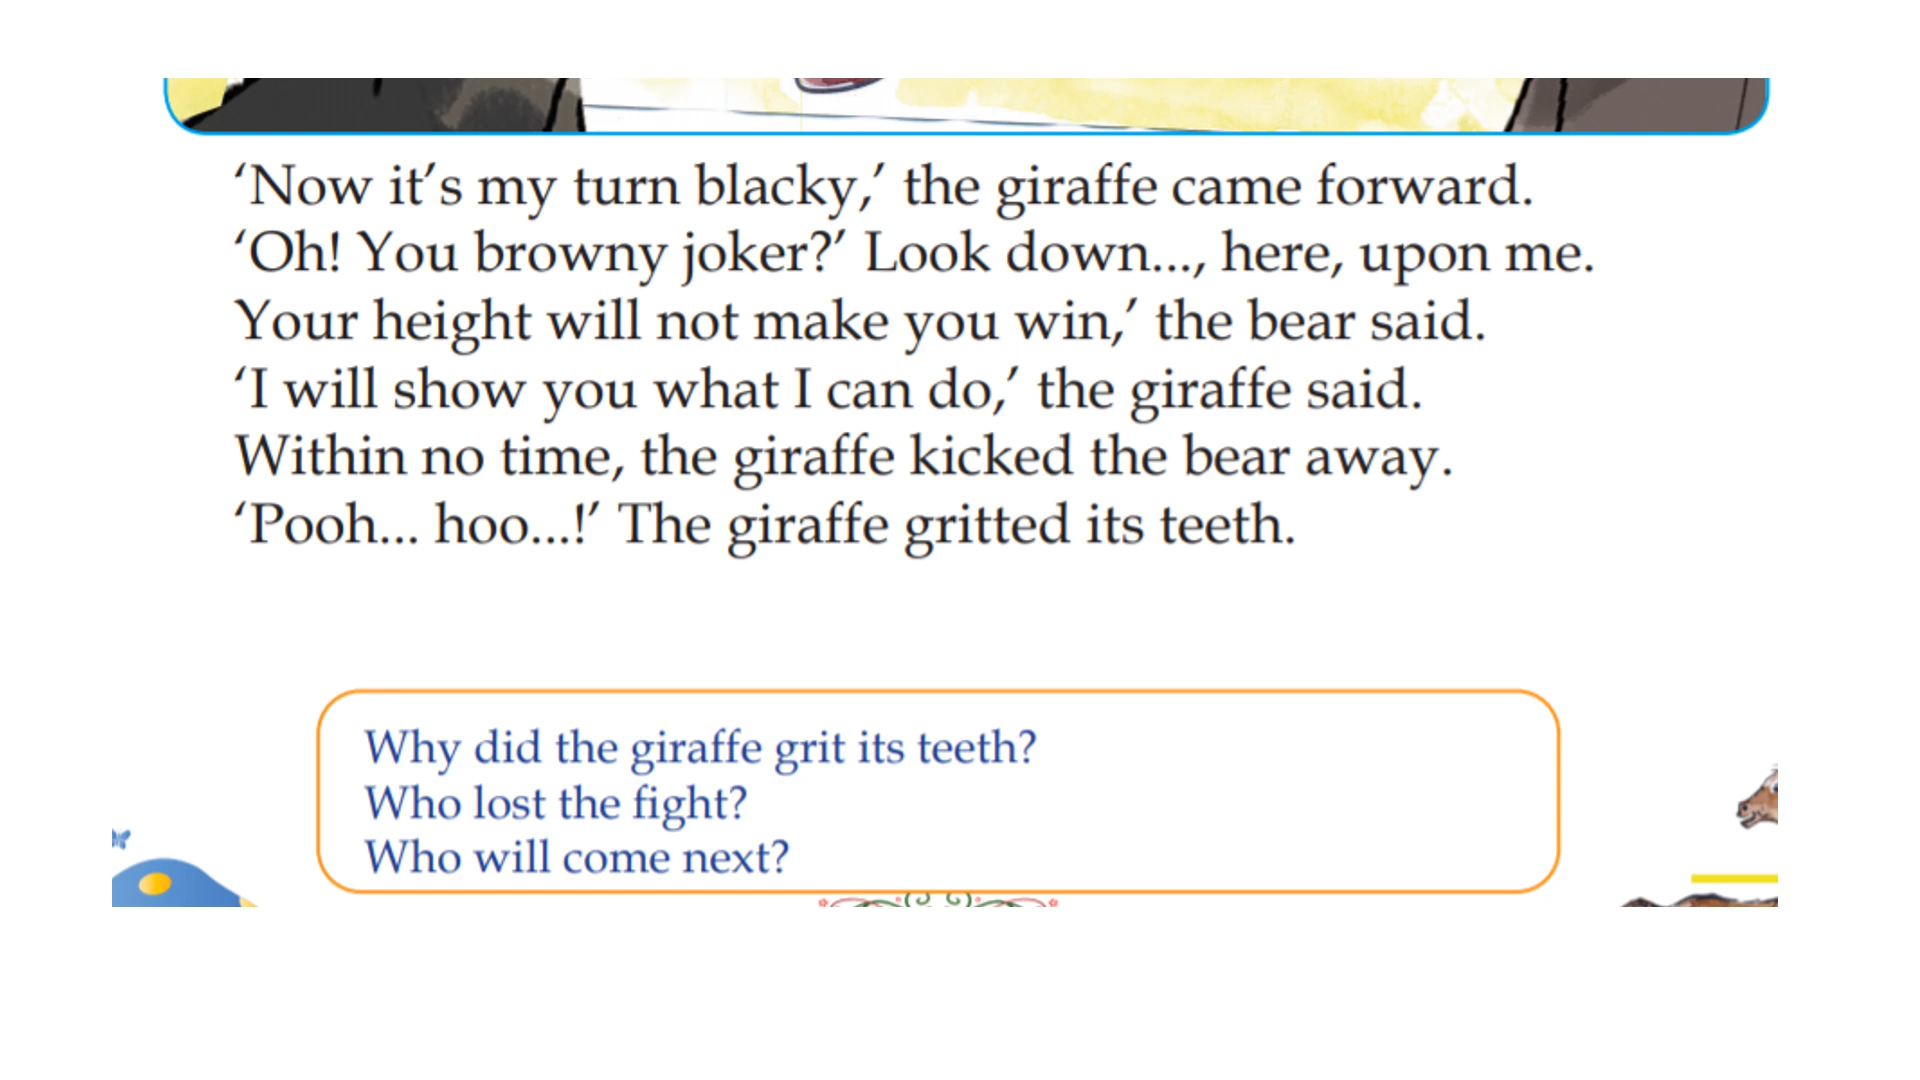 ‘Now it’s my turn blacky,’ the giraffe came forward.
‘Oh! You browny joker?’ Look down..., here, upon me.
Your height will not make you win,’ the bear said.
‘I will show you what I can do,’ the giraffe said.
Within no time, the giraffe kicked the bear away.
‘Pooh... hoo...!’ The giraffe gritted its teeth.
Why did the giraffe grit its teeth?
Who lost the fight?
Who will come next?